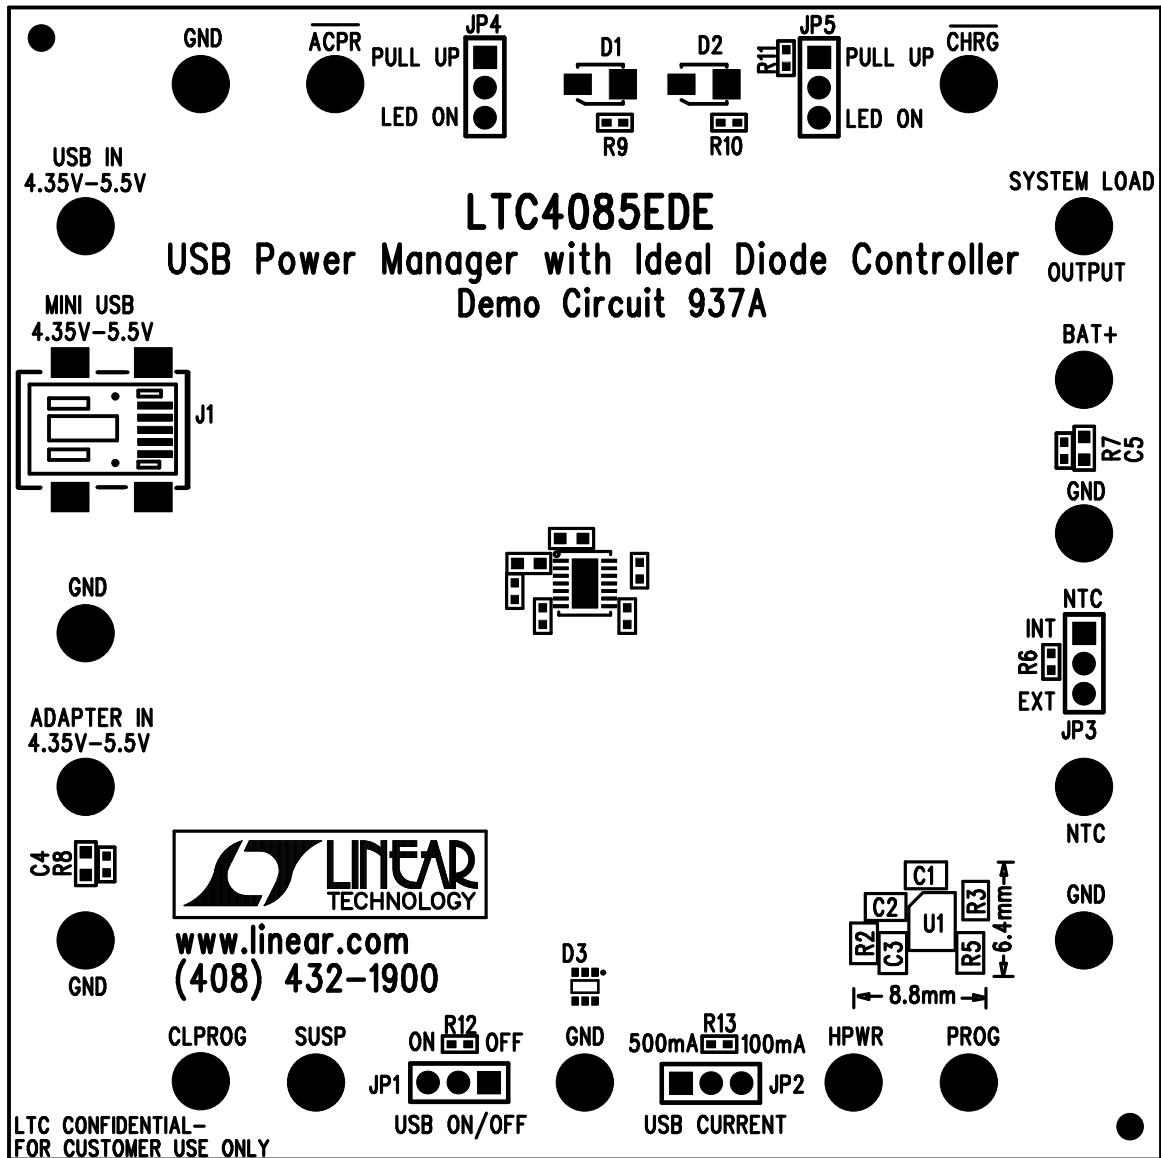 GND
ACPR
JP4
PULL UP
LED ON
D1
D2
R9
R10
R11
JP5
PULL UP
LED ON
CHRG
USB IN
4.35V-5.5V
SYSTEM LOAD
OUTPUT
LTC4085EDE
USB Power Manager with Ideal Diode Controller
Demo Circuit 937A
MINI USB
4.35V-5.5V
J1
BAT+
R7
C5
GND
GND
NTC
INT
R6
EXT
JP3
ADAPTER IN
4.35V-5.5V
NTC
C4
R8
GND
LINEAR
TECHNOLOGY
www.linear.com
(408) 432-1900
D3
C1
C2
U1
R3
R2
C3
R5
6.4mm
8.8mm
GND
CLPROG
SUSP
R12
ON
OFF
JP1
USB ON/OFF
GND
R13
500mA
100mA
JP2
USB CURRENT
HPWR
PROG
LTC CONFIDENTIAL-
FOR CUSTOMER USE ONLY